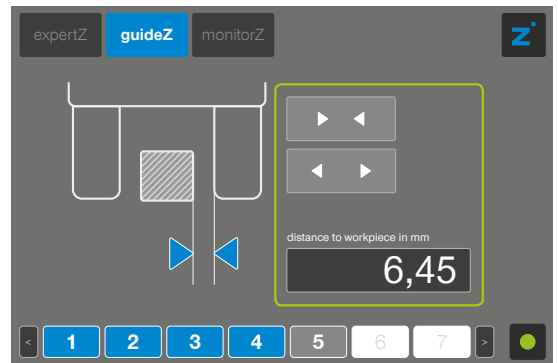 expertZ guideZ monitorZ z
distance to workpiece in mm
6,45
< 1 2 3 4 5 6 7 >